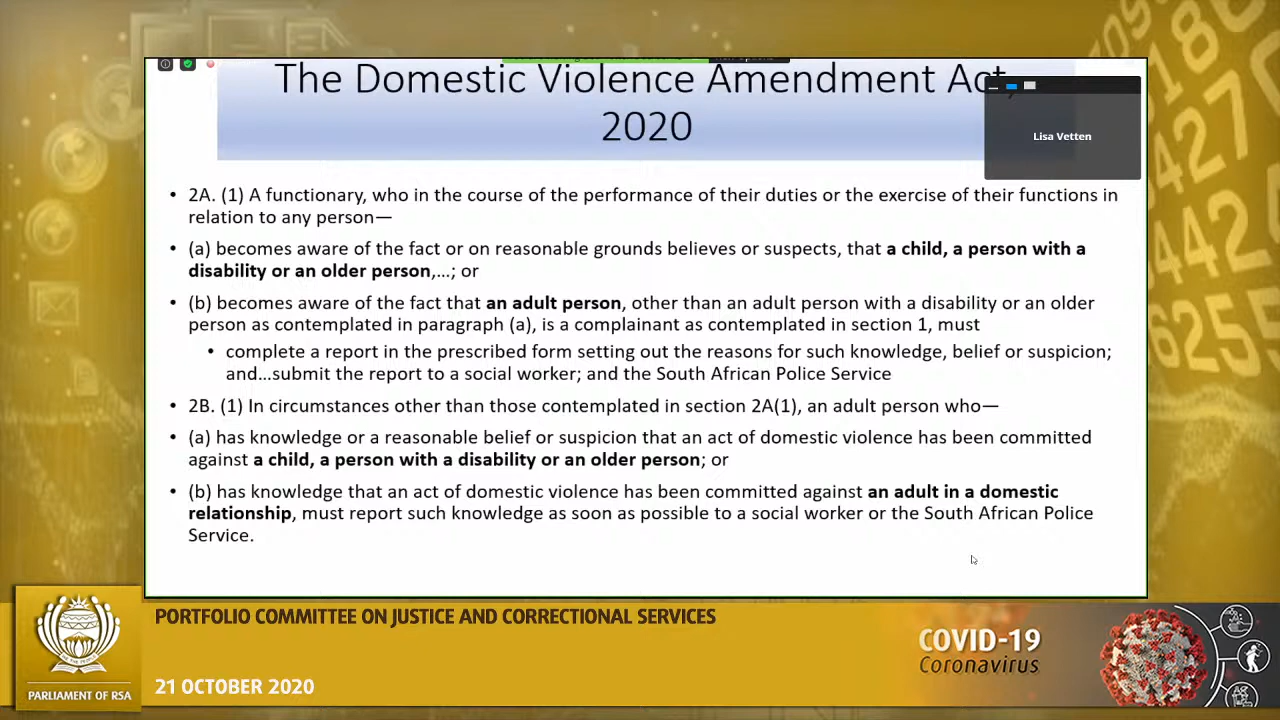 The Domestic Violence Amendment Act,
2020
Lisa Vetten
• 2A. (1) A functionary, who in the course of the performance of their duties or the exercise of their functions in
relation to any person—
• (a) becomes aware of the fact or on reasonable grounds believes or suspects, that a child, a person with a
disability or an older person,...; or
• (b) becomes aware of the fact that an adult person, other than an adult person with a disability or an older
person as contemplated in paragraph (a), is a complainant as contemplated in section 1, must
• complete a report in the prescribed form setting out the reasons for such knowledge, belief or suspicion;
and...submit the report to a social worker; and the South African Police Service
• 2B. (1) In circumstances other than those contemplated in section 2A(1), an adult person who—
• (a) has knowledge or a reasonable belief or suspicion that an act of domestic violence has been committed
against a child, a person with a disability or an older person; or
• (b) has knowledge that an act of domestic violence has been committed against an adult in a domestic
relationship, must report such knowledge as soon as possible to a social worker or the South African Police
Service.
PORTFOLIO COMMITTEE ON JUSTICE AND CORRECTIONAL SERVICES
COVID-19
Coronavirus
PARLIAMENT OF RSA
21 OCTOBER 2020